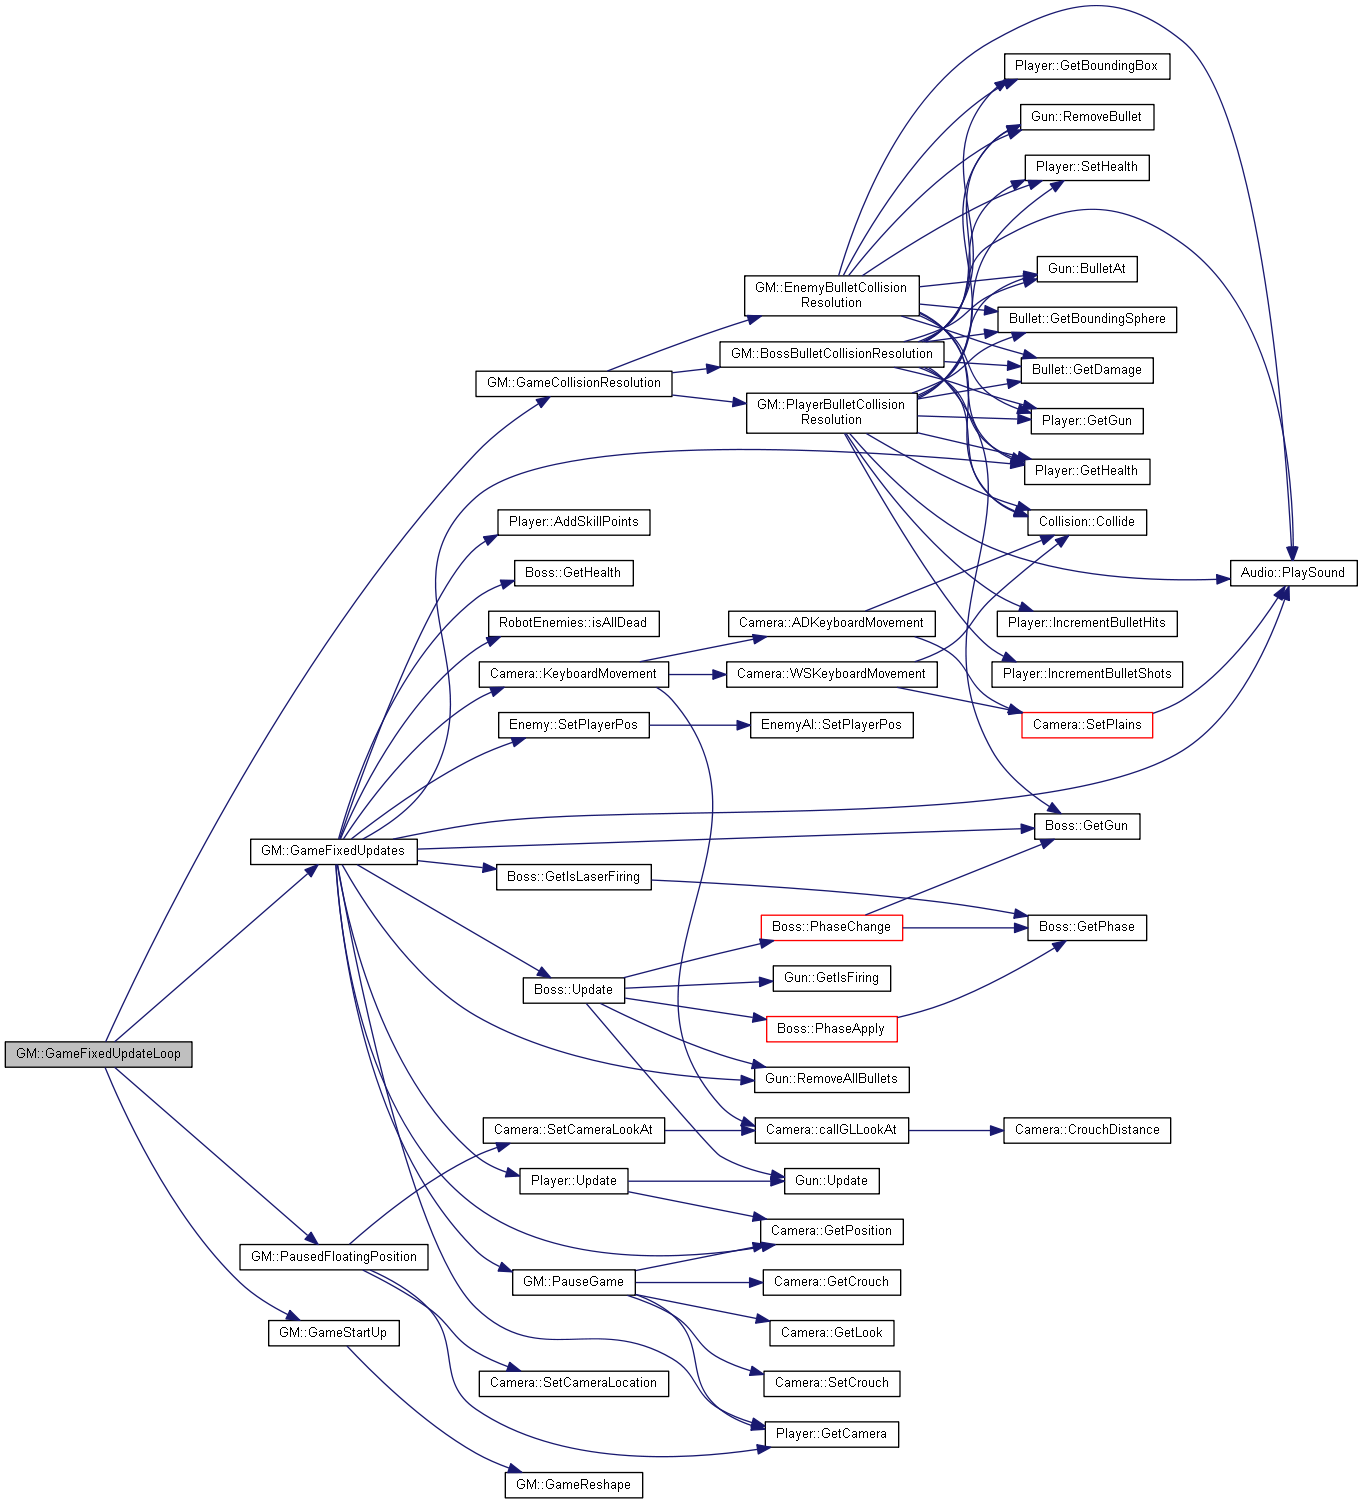 Player::GetBoundingBox
Gun::RemoveBullet
Player::SetHealth
Gun::BulletAt
GM::EnemyBulletCollision
Resolution
Bullet::GetBoundingSphere
GM::BossBulletCollisionResolution
Bullet::GetDamage
GM::GameCollisionResolution
GM::PlayerBulletCollision
Resolution
Player::GetGun
Player::GetHealth
Player::AddSkillPoints
Collision::Collide
Boss::GetHealth
Audio::PlaySound
RobotEnemies::isAllDead
Camera::ADKeyboardMovement
Player::IncrementBulletHits
Camera::KeyboardMovement
Camera::WSKeyboardMovement
Player::IncrementBulletShots
Enemy::SetPlayerPos
EnemyAI::SetPlayerPos
Camera::SetPlains
Boss::GetGun
GM::GameFixedUpdates
Boss::GetIsLaserFiring
Boss::PhaseChange
Boss::GetPhase
Gun::GetIsFiring
Boss::Update
Boss::PhaseApply
GM::GameFixedUpdateLoop
Gun::RemoveAllBullets
Camera::SetCameraLookAt
Camera::callGLLookAt
Camera::CrouchDistance
Player::Update
Gun::Update
Camera::GetPosition
GM::PausedFloatingPosition
GM::PauseGame
Camera::GetCrouch
GM::GameStartUp
Camera::GetLook
Camera::SetCameraLocation
Camera::SetCrouch
Player::GetCamera
GM::GameReshape